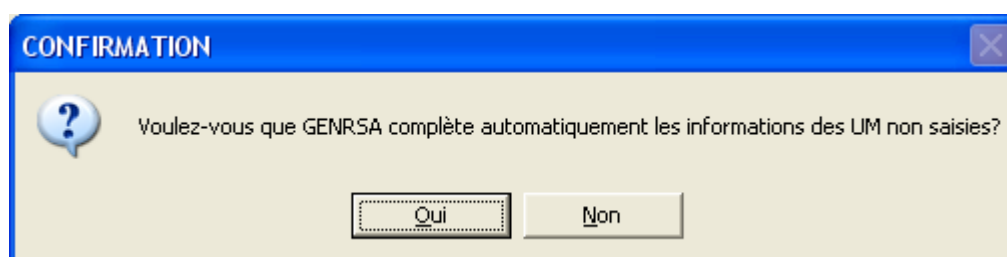 CONFIRMATION
Voulez-vous que GENRSA complète automatiquement les informations des UM non saisies?
Oui Non